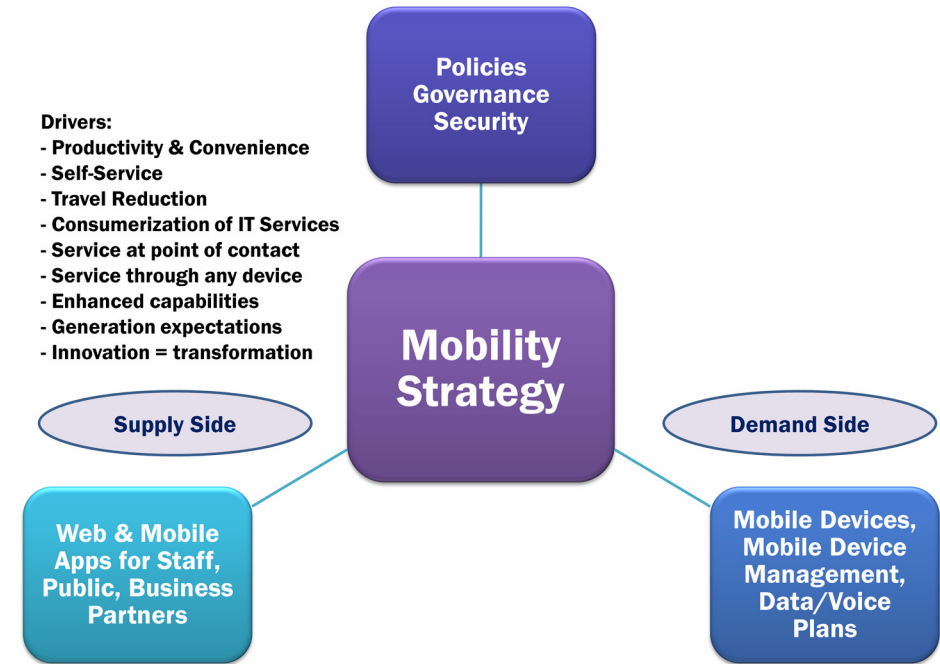 Policies
Governance
Security
Drivers:
- Productivity & Convenience
- Self-Service
- Travel Reduction
- Consumerization of IT Services
- Service at point of contact
- Service through any device
- Enhanced capabilities
- Generation expectations
- Innovation = transformation
Mobility
Strategy
Supply Side
Demand Side
Web & Mobile
Apps for Staff,
Public, Business
Partners
Mobile Devices,
Mobile Device
Management,
Data/Voice
Plans